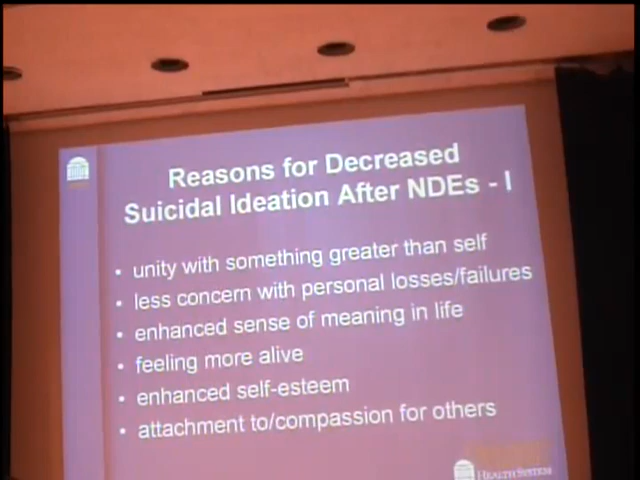 Reasons for Decreased
Suicidal Ideation After NDEs - I
• unity with something greater than self
• less concern with personal losses/failures
• enhanced sense of meaning in life
• feeling more alive
• enhanced self-esteem
• attachment to/compassion for others
HEALTH SYSTEM